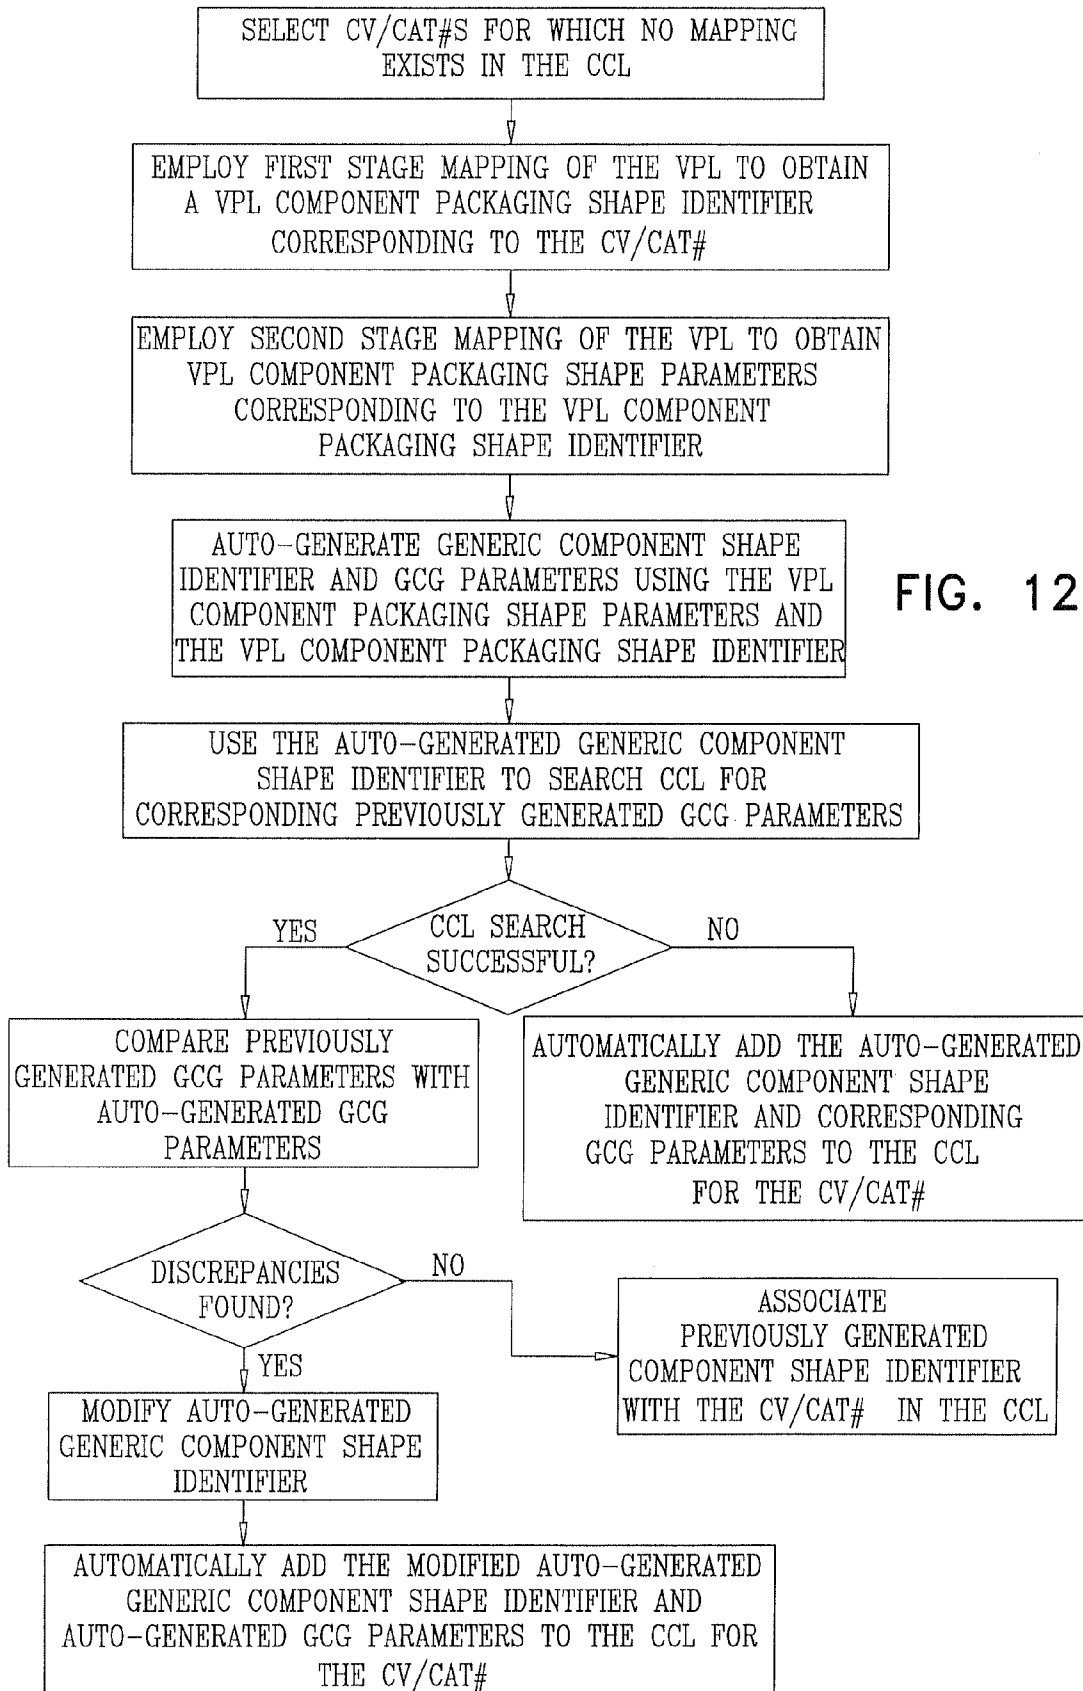 SELECT CV/CAT#S FOR WHICH NO MAPPING
EXISTS IN THE CCL
EMPLOY FIRST STAGE MAPPING OF THE VPL TO OBTAIN
A VPL COMPONENT PACKAGING SHAPE IDENTIFIER
CORRESPONDING TO THE CV/CAT#
EMPLOY SECOND STAGE MAPPING OF THE VPL TO OBTAIN
VPL COMPONENT PACKAGING SHAPE PARAMETERS
CORRESPONDING TO THE VPL COMPONENT
PACKAGING SHAPE IDENTIFIER
AUTO-GENERATE GENERIC COMPONENT SHAPE
IDENTIFIER AND GCG PARAMETERS USING THE VPL
COMPONENT PACKAGING SHAPE PARAMETERS AND
THE VPL COMPONENT PACKAGING SHAPE IDENTIFIER
FIG. 12
USE THE AUTO-GENERATED GENERIC COMPONENT
SHAPE IDENTIFIER TO SEARCH CCL FOR
CORRESPONDING PREVIOUSLY GENERATED GCG PARAMETERS
CCL SEARCH
SUCCESSFUL?
YES
NO
COMPARE PREVIOUSLY
GENERATED GCG PARAMETERS WITH
AUTO-GENERATED GCG
PARAMETERS
AUTOMATICALLY ADD THE AUTO-GENERATED
GENERIC COMPONENT SHAPE
IDENTIFIER AND CORRESPONDING
GCG PARAMETERS TO THE CCL
FOR THE CV/CAT#
DISCREPANCIES
FOUND?
NO
YES
ASSOCIATE
PREVIOUSLY GENERATED
COMPONENT SHAPE IDENTIFIER
WITH THE CV/CAT# IN THE CCL
MODIFY AUTO-GENERATED
GENERIC COMPONENT SHAPE
IDENTIFIER
AUTOMATICALLY ADD THE MODIFIED AUTO-GENERATED
GENERIC COMPONENT SHAPE IDENTIFIER AND
AUTO-GENERATED GCG PARAMETERS TO THE CCL FOR
THE CV/CAT#